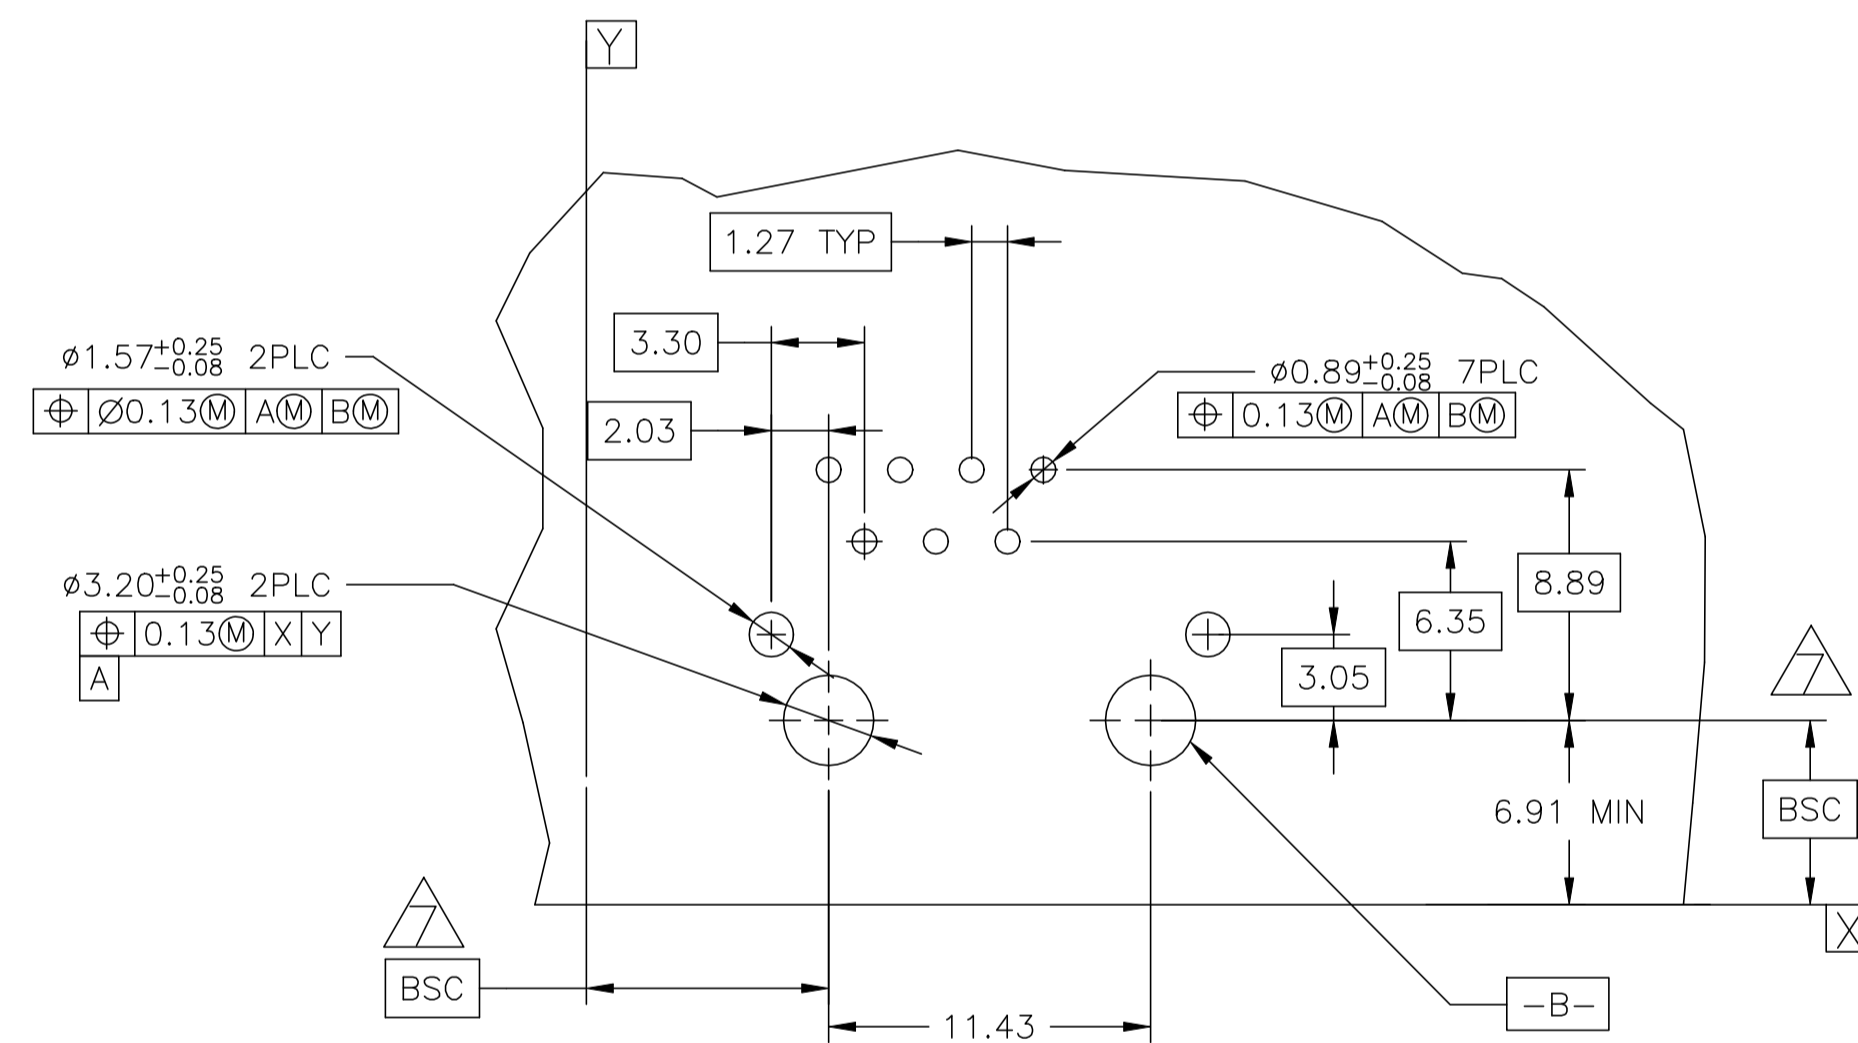 Y
1.27 TYP
3.30
ø1.57+0.25 −0.08 2PLC
⌖ Ø0.13Ⓜ AⓂ BⓂ
2.03
ø0.89+0.25 −0.08 7PLC
⌖ 0.13Ⓜ AⓂ BⓂ
8.89
6.35
3.05
ø3.20+0.25 −0.08 2PLC
⌖ 0.13Ⓜ X Y
A
7
BSC
6.91 MIN
7
BSC
X
−B−
11.43